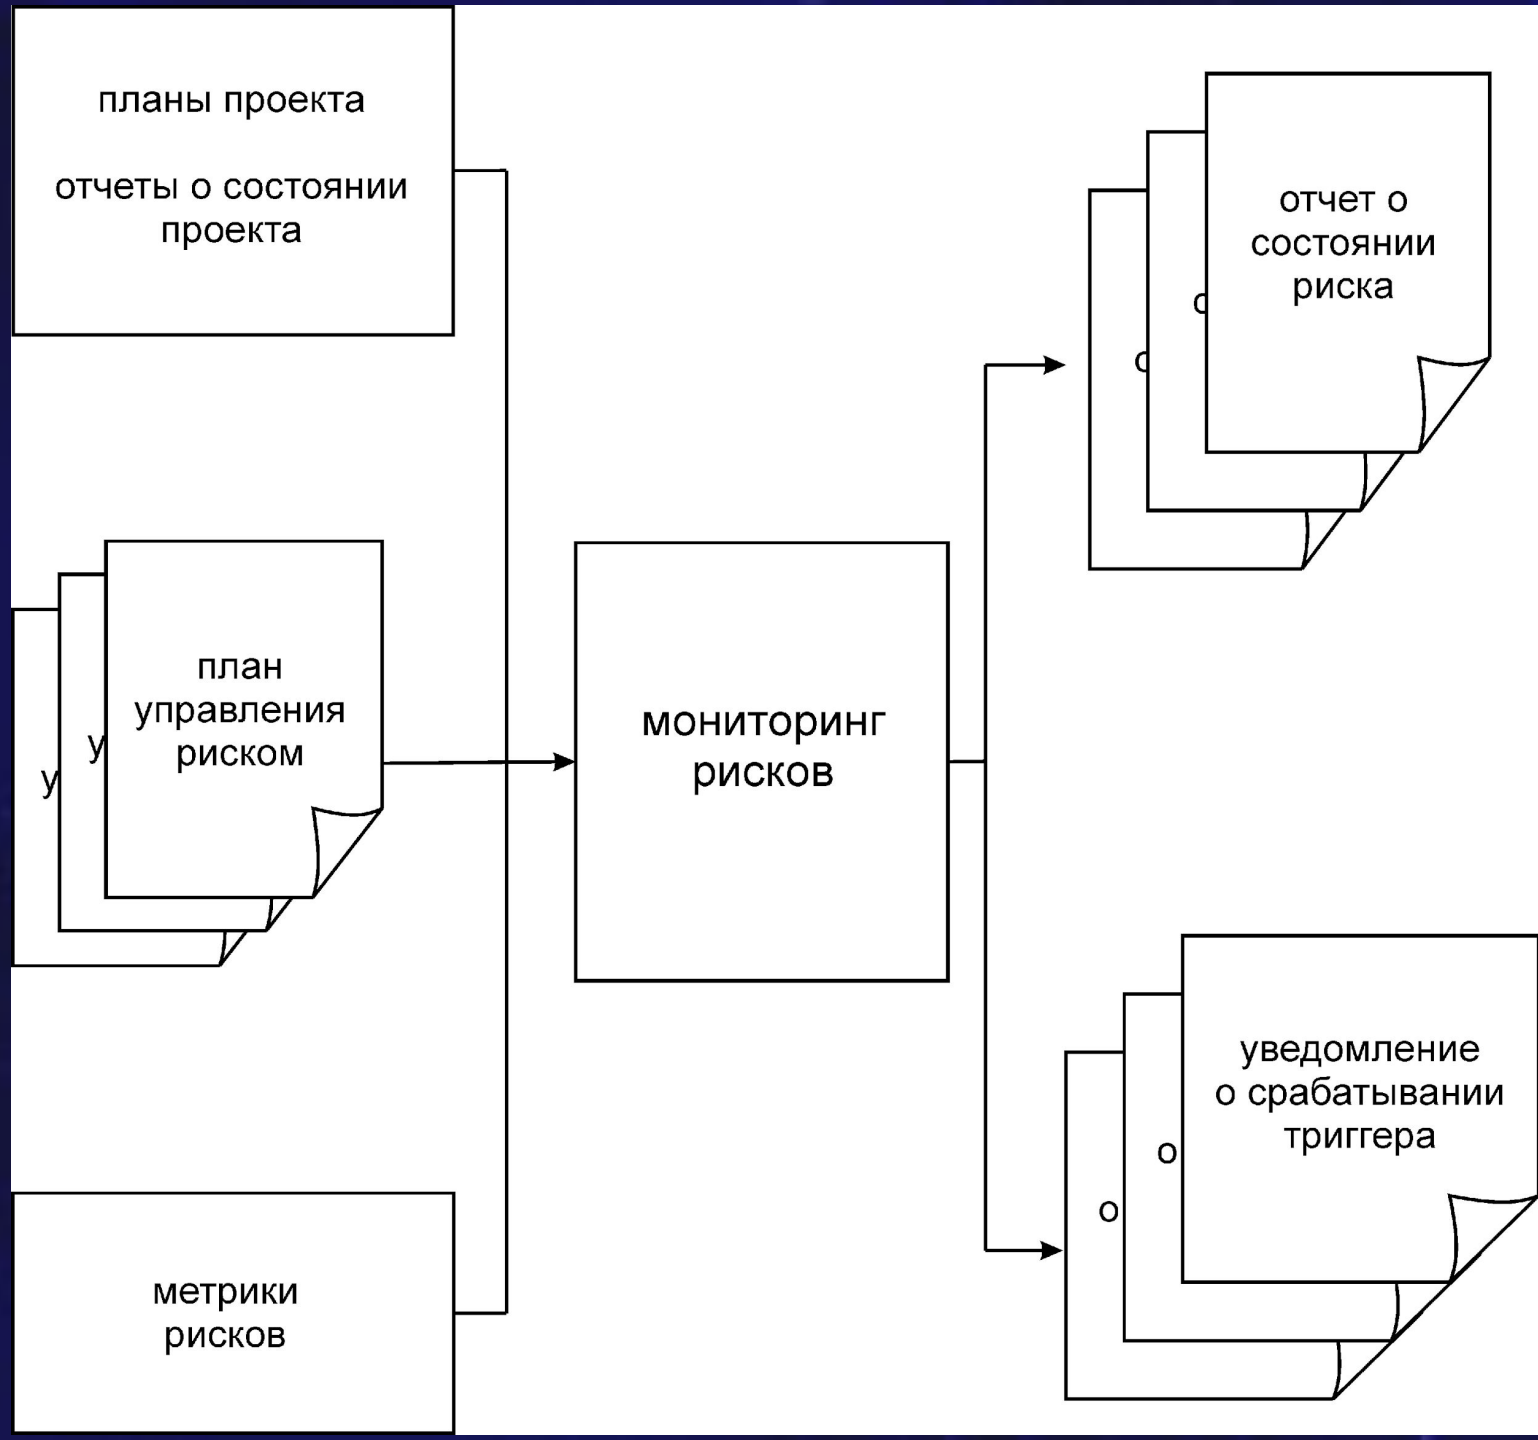 планы проекта
отчеты о состоянии
проекта
план
управления
риском
у
у
метрики
рисков
мониторинг
рисков
отчет о
состоянии
риска
уведомление
о срабатывании
триггера
о
о